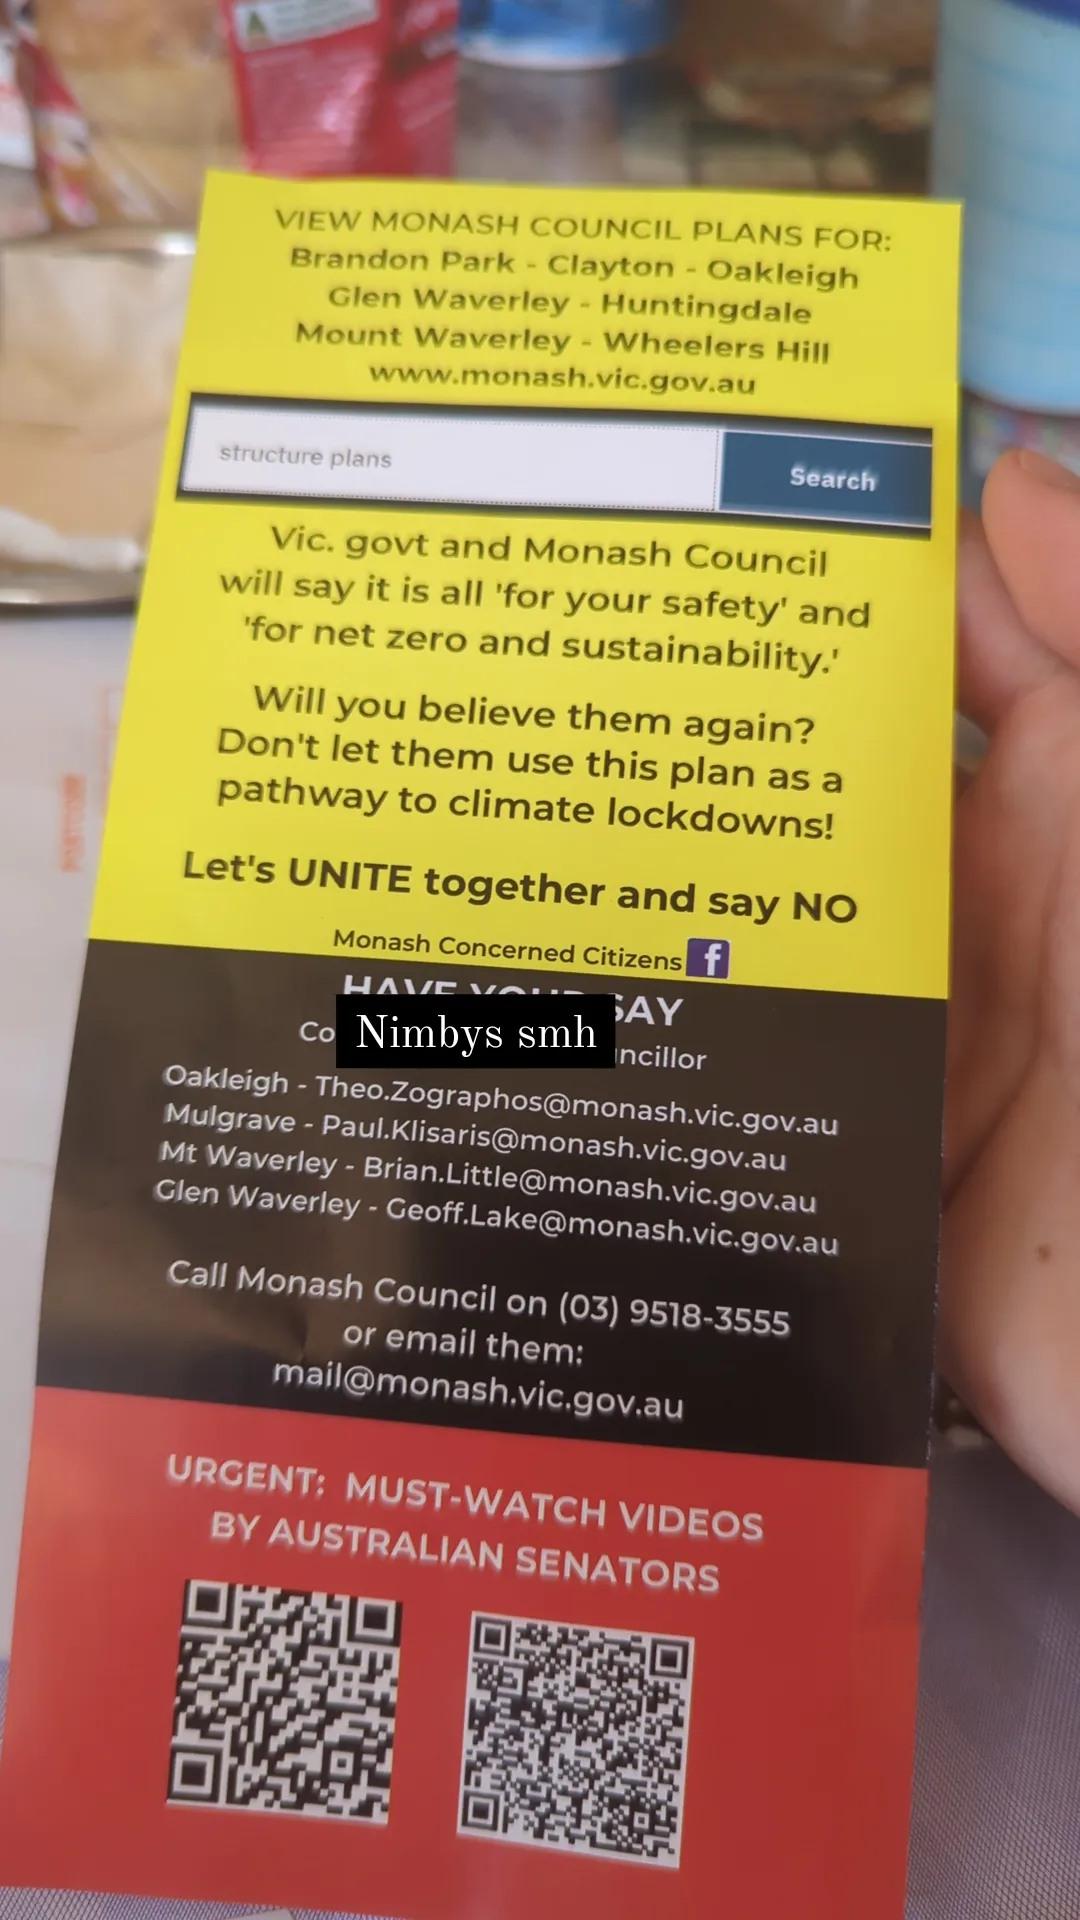 VIEW MONASH COUNCIL PLANS FOR:
Brandon Park - Clayton - Oakleigh
Glen Waverley - Huntingdale
Mount Waverley - Wheelers Hill
www.monash.vic.gov.au
structure plans
Search
Vic. govt and Monash Council
will say it is all 'for your safety' and
'for net zero and sustainability.'
Will you believe them again?
Don't let them use this plan as a
pathway to climate lockdowns!
Let's UNITE together and say NO
Monash Concerned Citizens f
HAVE YOUR SAY
Nimbys smh
Oakleigh - Theo.Zographos@monash.vic.gov.au
Mulgrave - Paul.Klisaris@monash.vic.gov.au
Mt Waverley - Brian.Little@monash.vic.gov.au
Glen Waverley - Geoff.Lake@monash.vic.gov.au
Call Monash Council on (03) 9518-3555
or email them:
mail@monash.vic.gov.au
URGENT: MUST-WATCH VIDEOS
BY AUSTRALIAN SENATORS